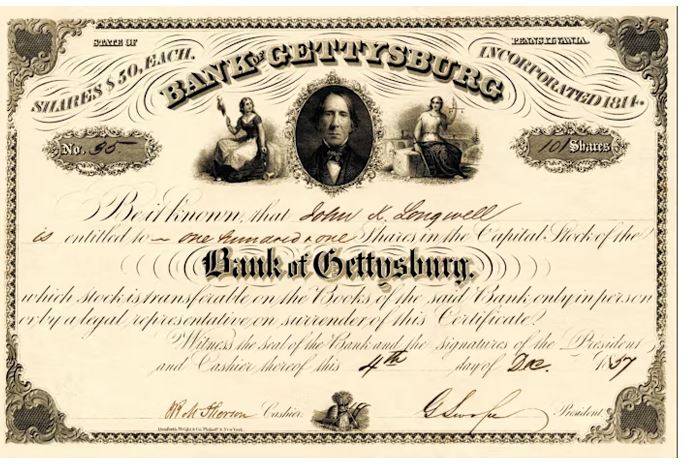 STATE OF PENNSYLVANIA.
SHARES $50, EACH. BANK OF GETTYSBURG INCORPORATED 1814.
No. 95 101 Shares
Be it known, that John K. Longwell
is entitled to one hundred & one Shares in the Capital Stock of the
Bank of Gettysburg.
which stock is transferable on the Books of the said Bank, only in person
or by a legal representative on surrender of this Certificate.
Witness the seal of the Bank and the signatures of the President
and Cashier thereof this 4th day of Dec. 1857
Cashier President